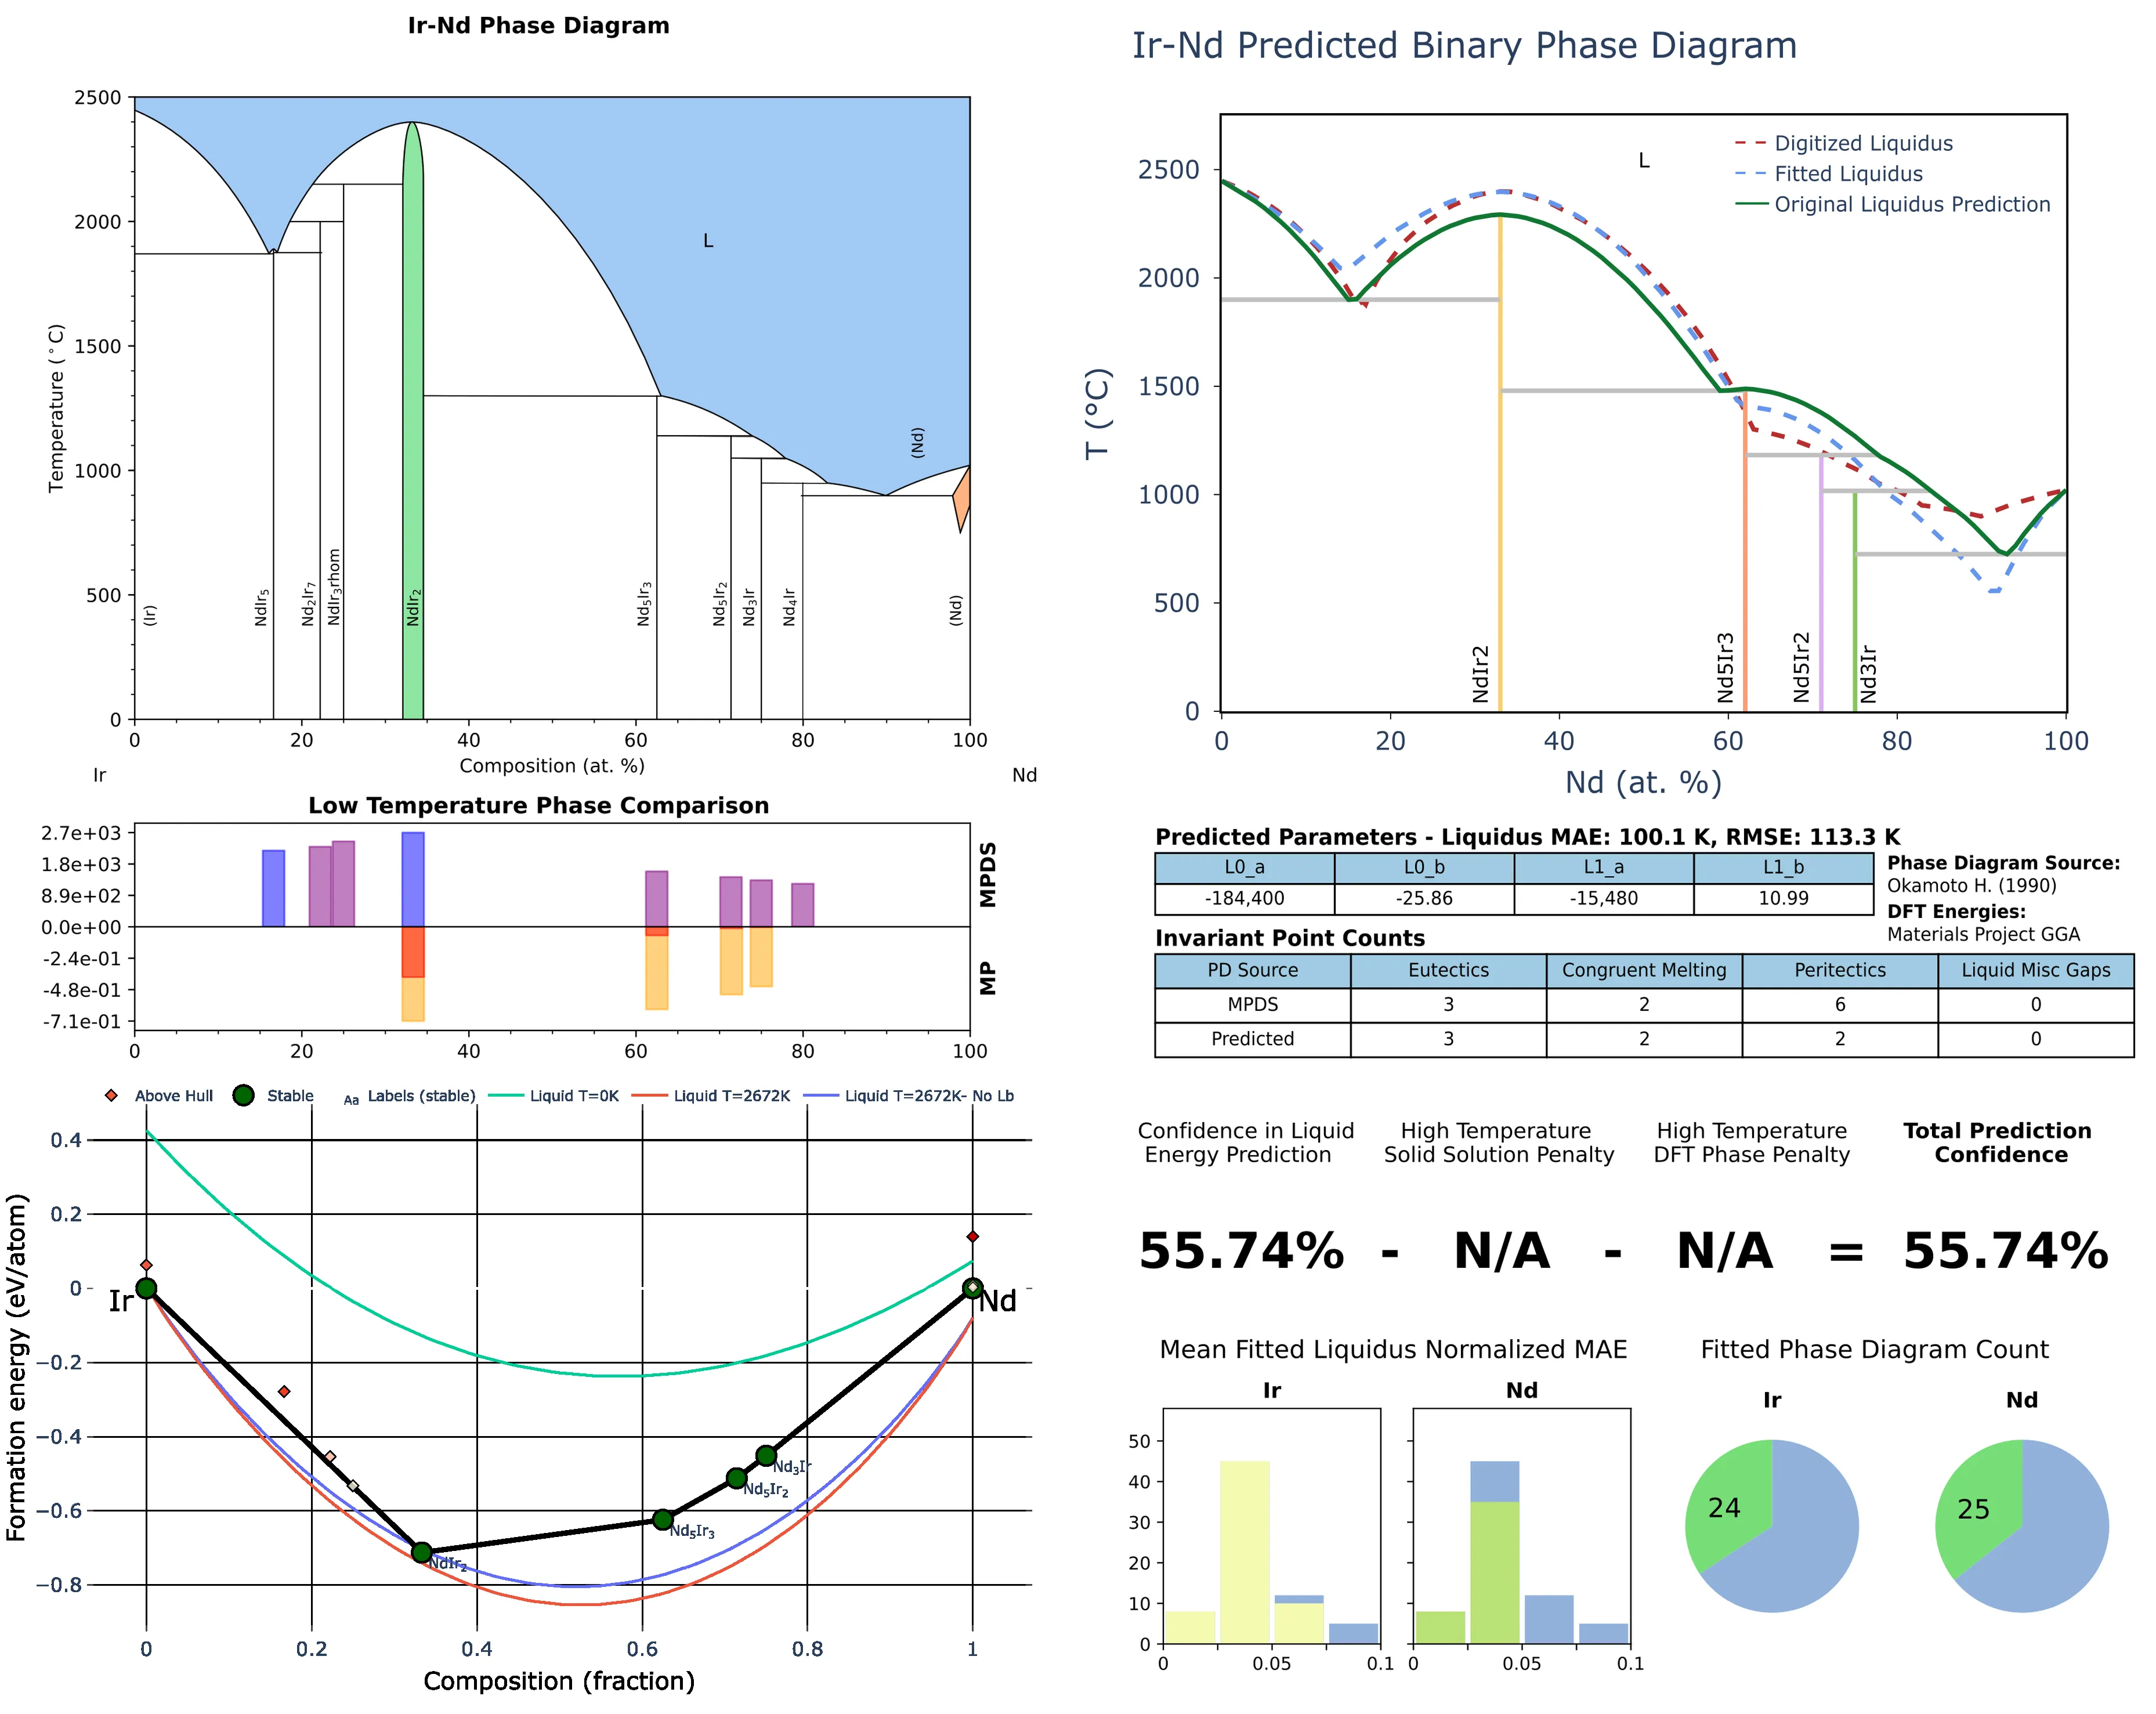 Ir-Nd Phase Diagram
2500
2000
1500
1000
500
0
Temperature (°C)
L
(Nd)
(Ir)
NdIr5
Nd2Ir7
NdIr3rhom
NdIr2
Nd5Ir3
Nd5Ir2
Nd3Ir
Nd4Ir
(Nd)
0 20 40 60 80 100
Composition (at. %)
Ir Nd
Low Temperature Phase Comparison
2.7e+03
1.8e+03
8.9e+02
0.0e+00
-2.4e-01
-4.8e-01
-7.1e-01
MPDS
MP
0 20 40 60 80 100
Above Hull Stable Aa Labels (stable) Liquid T=0K Liquid T=2672K Liquid T=2672K- No Lb
0.4
0.2
0
−0.2
−0.4
−0.6
−0.8
Formation energy (eV/atom)
Ir
Nd
Nd3Ir
Nd5Ir2
Nd5Ir3
NdIr2
0 0.2 0.4 0.6 0.8 1
Composition (fraction)
Ir-Nd Predicted Binary Phase Diagram
2500
2000
1500
1000
500
0
T (°C)
L
Digitized Liquidus
Fitted Liquidus
Original Liquidus Prediction
NdIr2
Nd5Ir3
Nd5Ir2
Nd3Ir
0 20 40 60 80 100
Nd (at. %)
Predicted Parameters - Liquidus MAE: 100.1 K, RMSE: 113.3 K
L0_a L0_b L1_a L1_b
-184,400 -25.86 -15,480 10.99
Phase Diagram Source:
Okamoto H. (1990)
DFT Energies:
Materials Project GGA
Invariant Point Counts
PD Source Eutectics Congruent Melting Peritectics Liquid Misc Gaps
MPDS 3 2 6 0
Predicted 3 2 2 0
Confidence in Liquid Energy Prediction
High Temperature Solid Solution Penalty
High Temperature DFT Phase Penalty
Total Prediction Confidence
55.74% - N/A - N/A = 55.74%
Mean Fitted Liquidus Normalized MAE
Ir
Nd
50
40
30
20
10
0
0 0.05 0.1
0 0.05 0.1
Fitted Phase Diagram Count
Ir
Nd
24
25